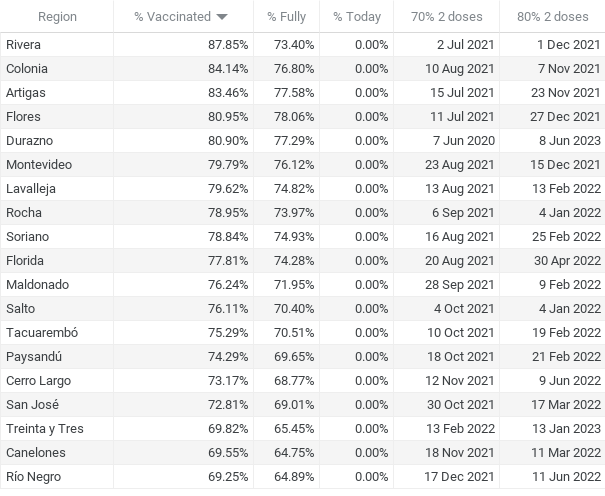 Region % Vaccinated % Fully % Today 70% 2 doses 80% 2 doses
Rivera 87.85% 73.40% 0.00% 2 Jul 2021 1 Dec 2021
Colonia 84.14% 76.80% 0.00% 10 Aug 2021 7 Nov 2021
Artigas 83.46% 77.58% 0.00% 15 Jul 2021 23 Nov 2021
Flores 80.95% 78.06% 0.00% 11 Jul 2021 27 Dec 2021
Durazno 80.90% 77.29% 0.00% 7 Jun 2020 8 Jun 2023
Montevideo 79.79% 76.12% 0.00% 23 Aug 2021 15 Dec 2021
Lavalleja 79.62% 74.82% 0.00% 13 Aug 2021 13 Feb 2022
Rocha 78.95% 73.97% 0.00% 6 Sep 2021 4 Jan 2022
Soriano 78.84% 74.93% 0.00% 16 Aug 2021 25 Feb 2022
Florida 77.81% 74.28% 0.00% 20 Aug 2021 30 Apr 2022
Maldonado 76.24% 71.95% 0.00% 28 Sep 2021 9 Feb 2022
Salto 76.11% 70.40% 0.00% 4 Oct 2021 4 Jan 2022
Tacuarembó 75.29% 70.51% 0.00% 10 Oct 2021 19 Feb 2022
Paysandú 74.29% 69.65% 0.00% 18 Oct 2021 21 Feb 2022
Cerro Largo 73.17% 68.77% 0.00% 12 Nov 2021 9 Jun 2022
San José 72.81% 69.01% 0.00% 30 Oct 2021 17 Mar 2022
Treinta y Tres 69.82% 65.45% 0.00% 13 Feb 2022 13 Jan 2023
Canelones 69.55% 64.75% 0.00% 18 Nov 2021 11 Mar 2022
Río Negro 69.25% 64.89% 0.00% 17 Dec 2021 11 Jun 2022